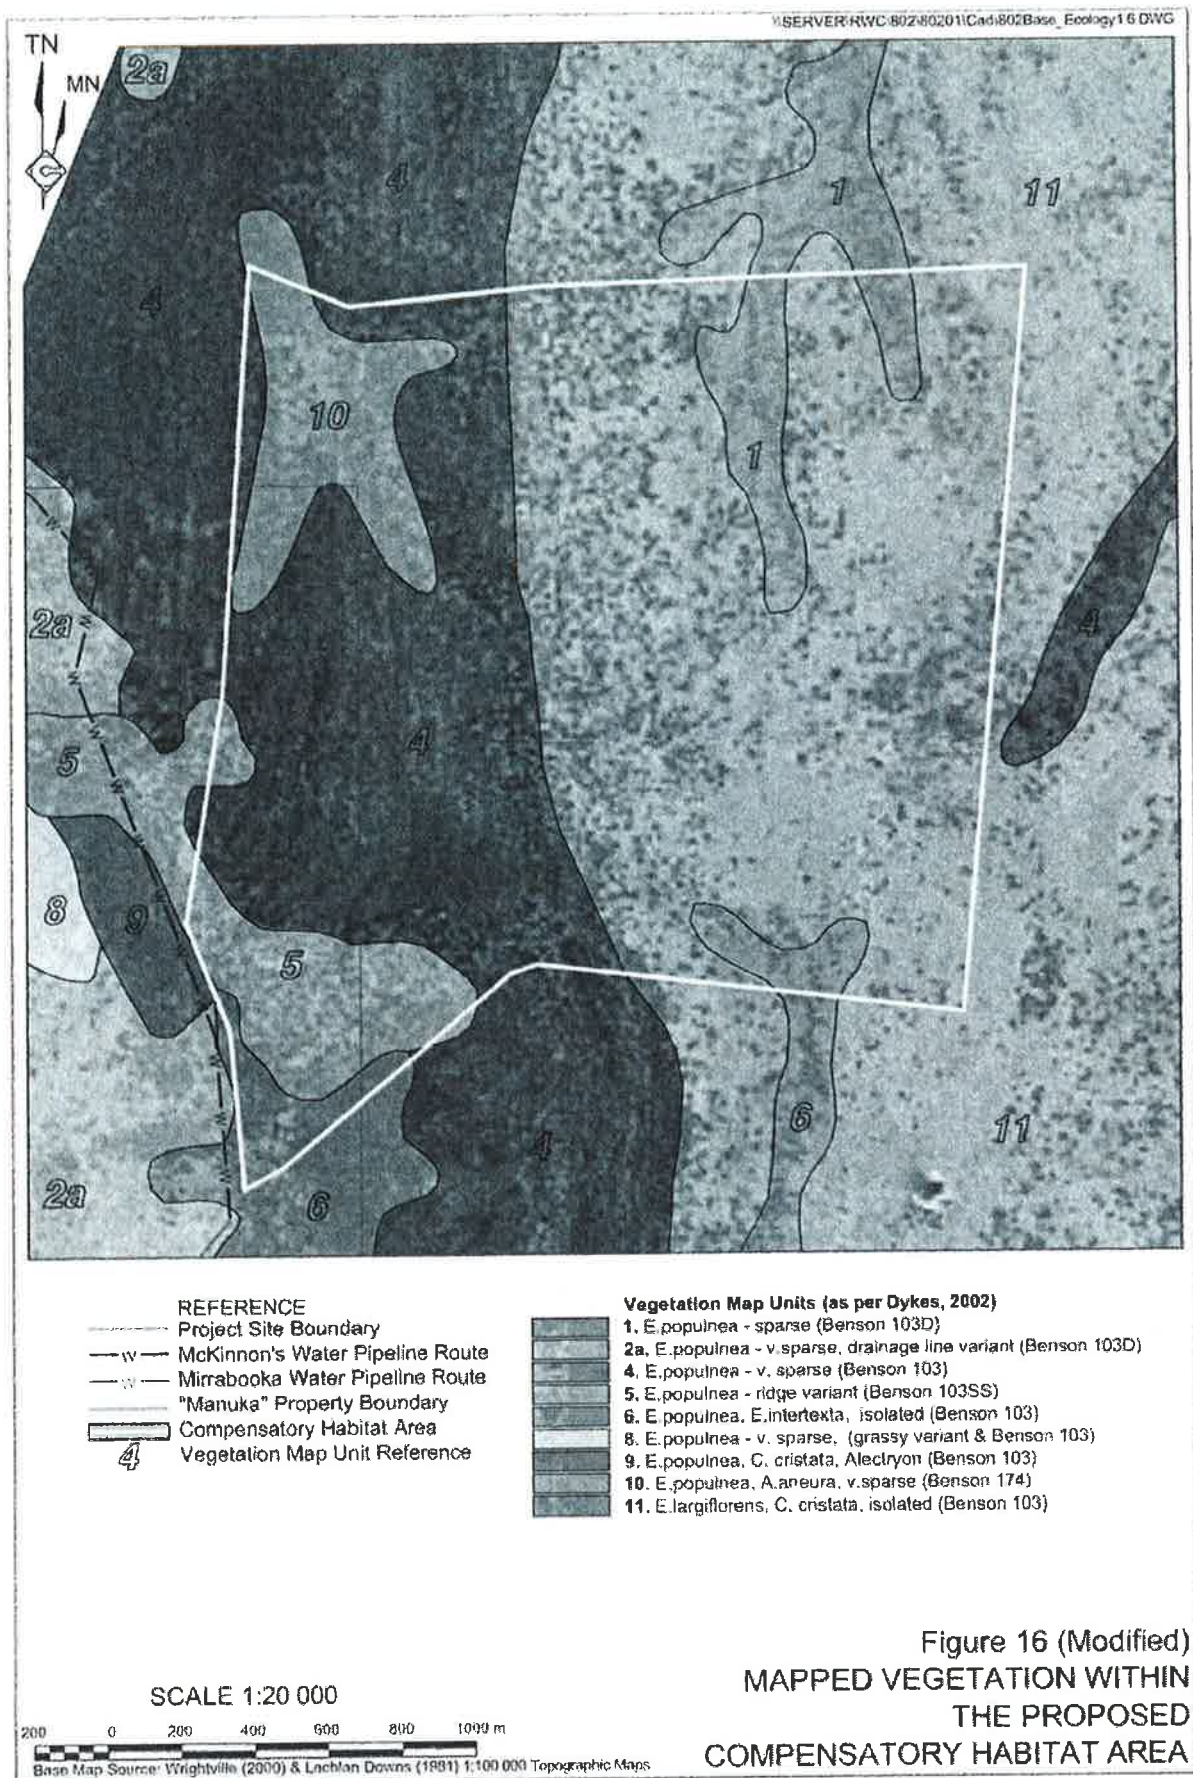 \\SERVER\RWC\802\80201\Cad\802Base_Ecology1 6 DWG
TN
MN
2a
4
1
11
4
10
1
2a
4
4
5
8
9
5
6
11
4
2a
6
REFERENCE
Project Site Boundary
W McKinnon's Water Pipeline Route
W Mirrabooka Water Pipeline Route
"Manuka" Property Boundary
Compensatory Habitat Area
4 Vegetation Map Unit Reference
Vegetation Map Units (as per Dykes, 2002)
1. E.populnea - sparse (Benson 103D)
2a. E.populnea - v.sparse, drainage line variant (Benson 103D)
4. E.populnea - v. sparse (Benson 103)
5. E.populnea - ridge variant (Benson 103SS)
6. E.populnea, E.intertexta, isolated (Benson 103)
8. E.populnea - v. sparse, (grassy variant & Benson 103)
9. E.populnea, C. cristata, Alectryon (Benson 103)
10. E.populnea, A.aneura, v.sparse (Benson 174)
11. E.largiflorens, C. cristata, isolated (Benson 103)
Figure 16 (Modified)
MAPPED VEGETATION WITHIN
THE PROPOSED
COMPENSATORY HABITAT AREA
SCALE 1:20 000
200 0 200 400 600 800 1000 m
Base Map Source: Wrightville (2000) & Lachlan Downs (1981) 1:100 000 Topographic Maps